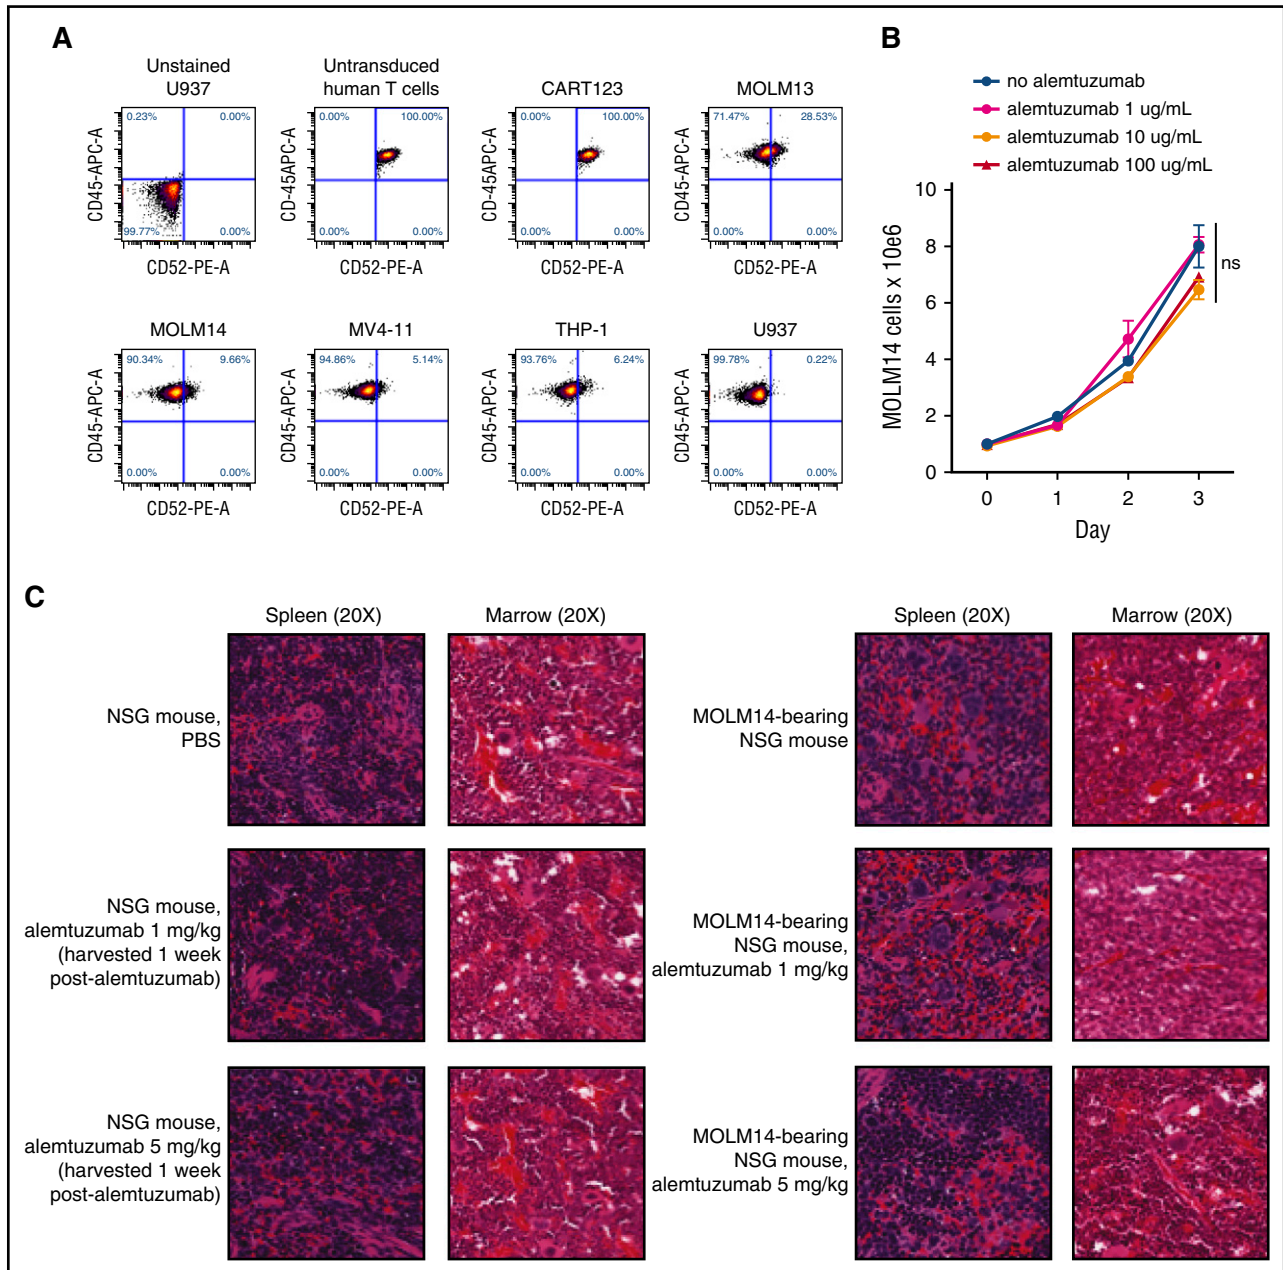 A
Unstained
U937
0.23%
0.00%
99.77%
0.00%
CD45-APC-A
CD52-PE-A
Untransduced
human T cells
0.00%
100.00%
0.00%
0.00%
CD-45APC-A
CD52-PE-A
CART123
0.00%
100.00%
0.00%
0.00%
CD-45APC-A
CD52-PE-A
MOLM13
71.47%
28.53%
0.00%
0.00%
CD45-APC-A
CD52-PE-A
MOLM14
90.34%
9.66%
0.00%
0.00%
CD45-APC-A
CD52-PE-A
MV4-11
94.86%
5.14%
0.00%
0.00%
CD45-APC-A
CD52-PE-A
THP-1
93.76%
6.24%
0.00%
0.00%
CD45-APC-A
CD52-PE-A
U937
99.78%
0.22%
0.00%
0.00%
CD45-APC-A
CD52-PE-A
B
no alemtuzumab
alemtuzumab 1 ug/mL
alemtuzumab 10 ug/mL
alemtuzumab 100 ug/mL
MOLM14 cells x 10e6
10
8
6
4
2
0
ns
0 1 2 3
Day
C
Spleen (20X)
Marrow (20X)
Spleen (20X)
Marrow (20X)
NSG mouse,
PBS
MOLM14-bearing
NSG mouse
NSG mouse,
alemtuzumab 1 mg/kg
(harvested 1 week
post-alemtuzumab)
MOLM14-bearing
NSG mouse,
alemtuzumab 1 mg/kg
NSG mouse,
alemtuzumab 5 mg/kg
(harvested 1 week
post-alemtuzumab)
MOLM14-bearing
NSG mouse,
alemtuzumab 5 mg/kg